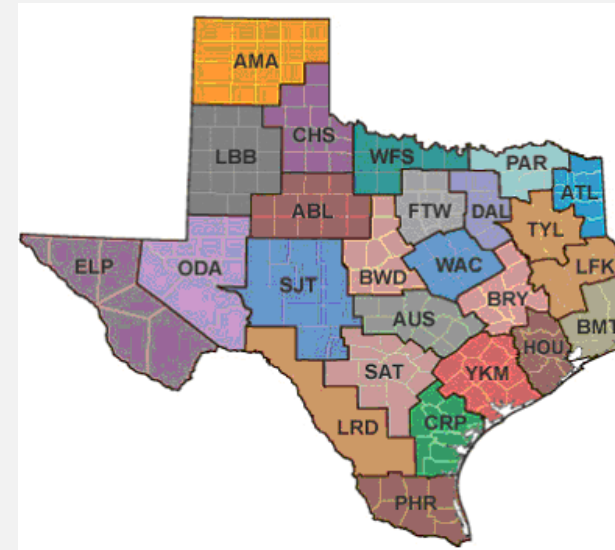 AMA
CHS
LBB
WFS
PAR
ATL
ABL
FTW
DAL
TYL
ELP
ODA
SJT
BWD
WAC
LFK
BRY
AUS
BMT
HOU
SAT
YKM
LRD
CRP
PHR